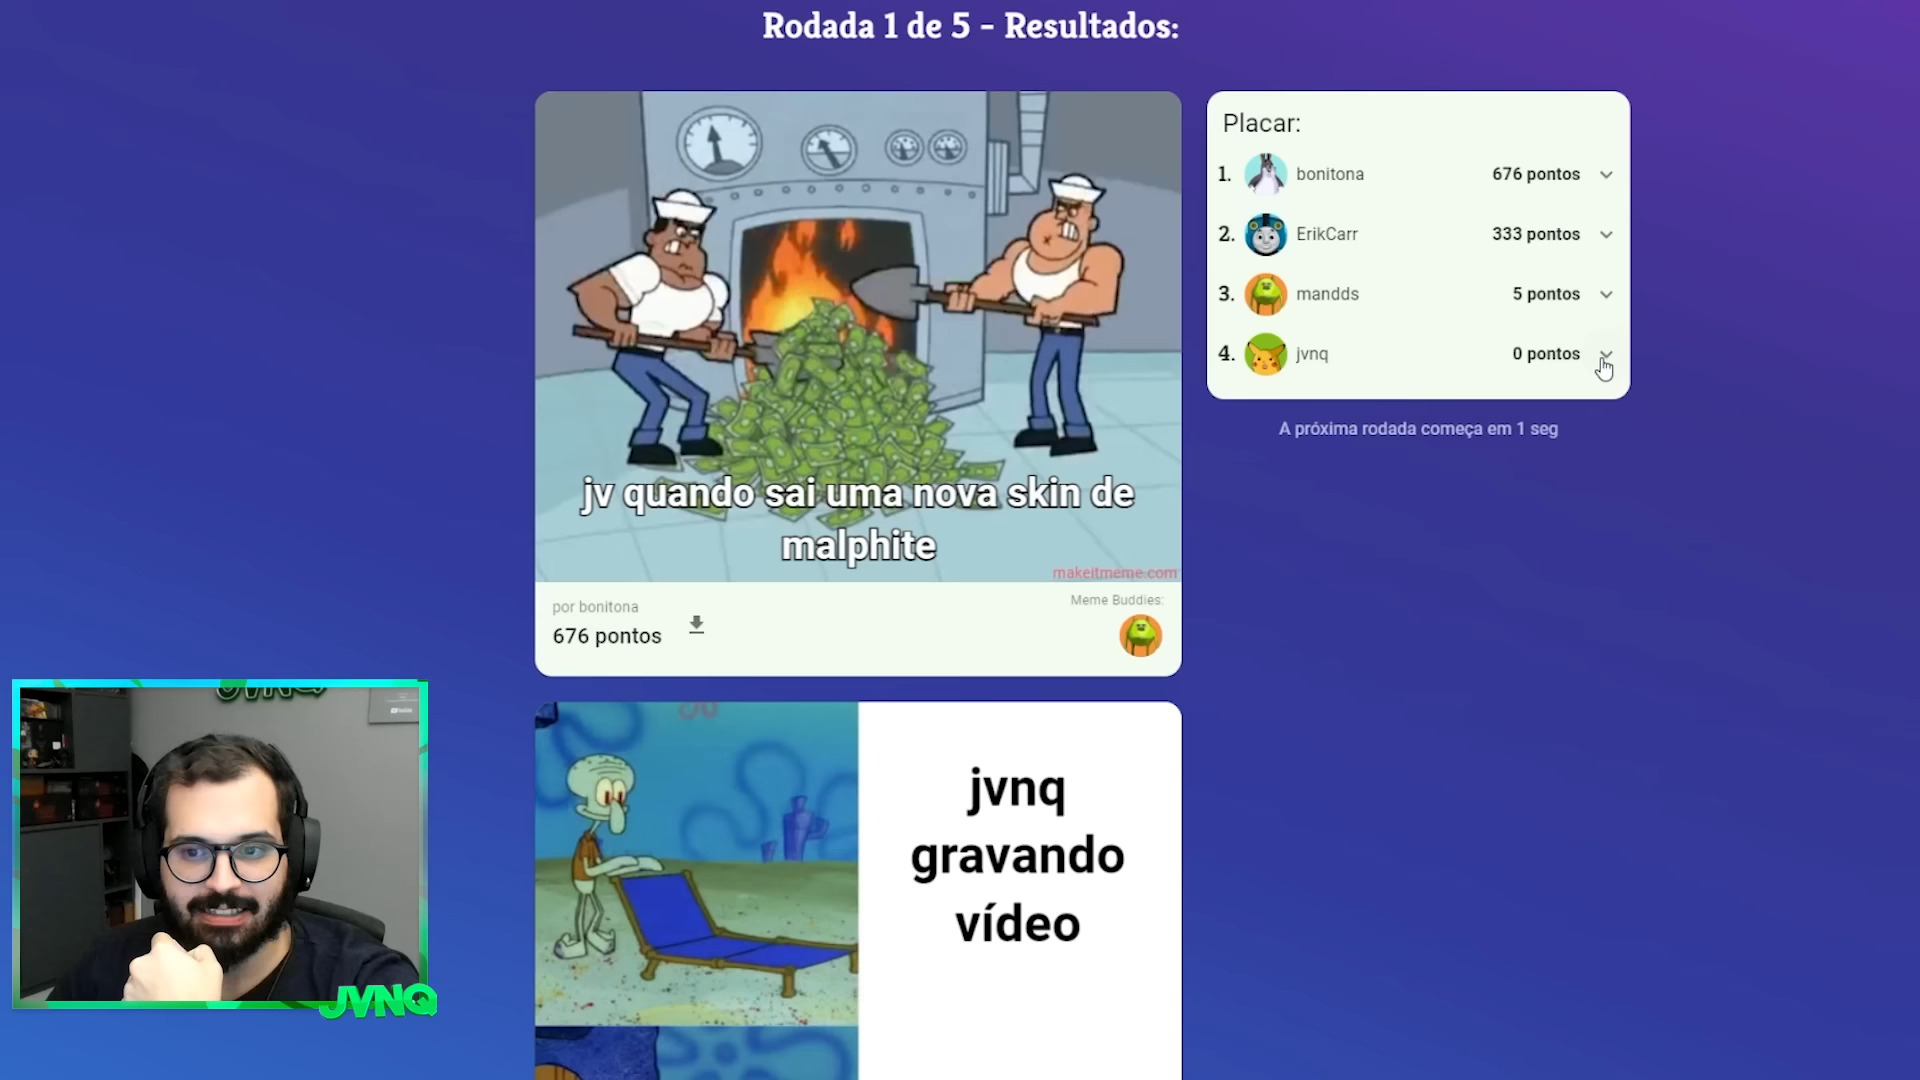 Rodada 1 de 5 - Resultados:
jv quando sai uma nova skin de
malphite
makeitmeme.com
por bonitona
676 pontos
Meme Buddies:
Placar:
1. bonitona 676 pontos
2. ErikCarr 333 pontos
3. mandds 5 pontos
4. jvnq 0 pontos
A próxima rodada começa em 1 seg
jvnq
gravando
vídeo
JVNQ
JVNQ